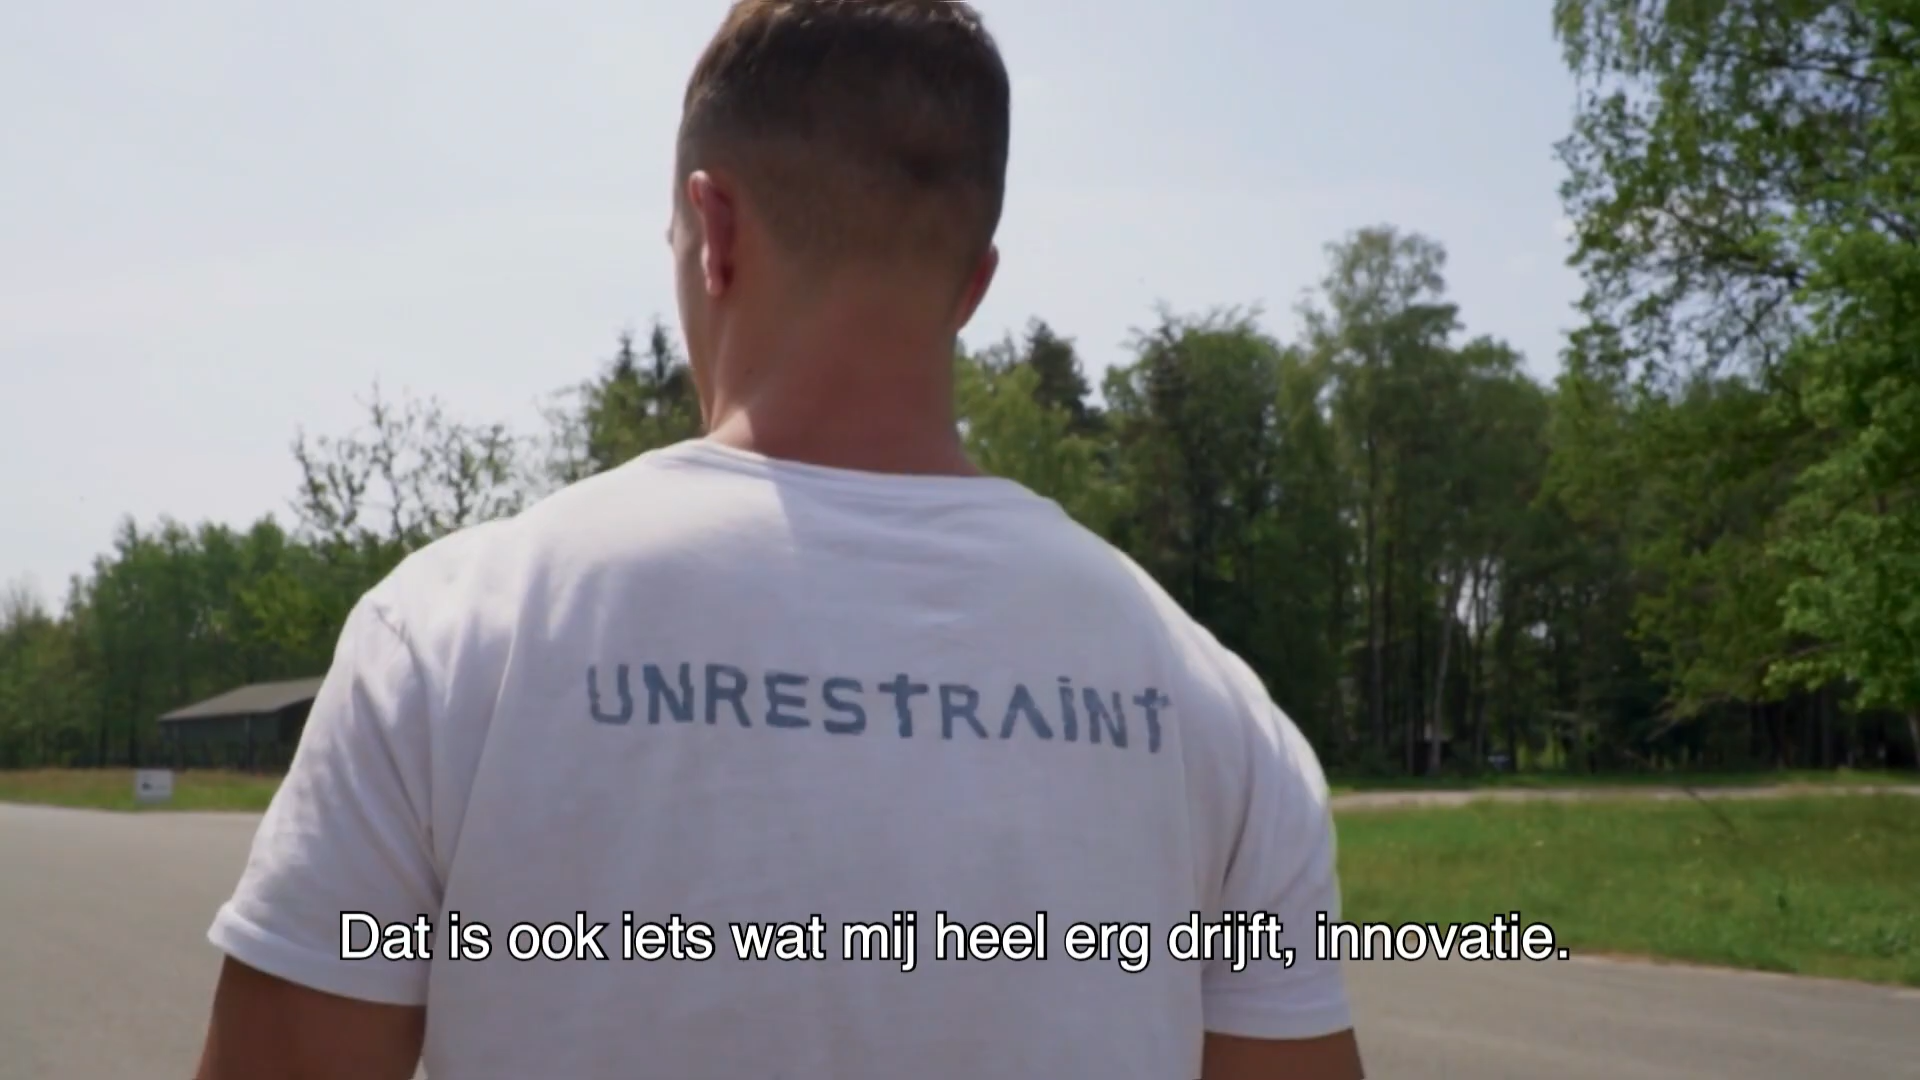 UNRESTRAINT
Dat is ook iets wat mij heel erg drijft, innovatie.